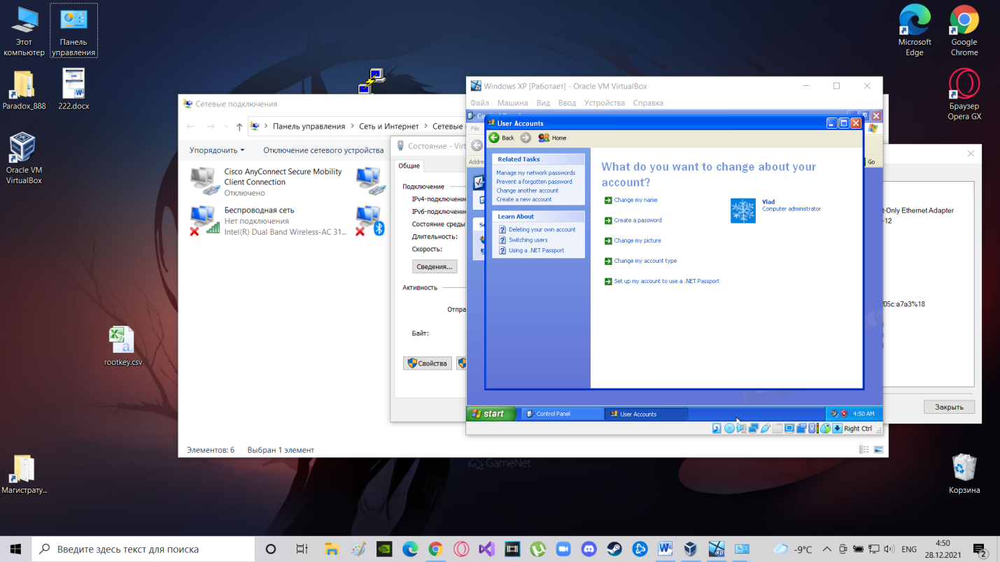 Этот
компьютер
Панель
управления
Paradox_888
222.docx
Oracle VM
VirtualBox
rootkey.csv
Магистрату...
Microsoft
Edge
Google
Chrome
Браузер
Opera GX
Корзина
Сетевые подключения
Панель управления
Сеть и Интернет
Сетевые
Упорядочить
Отключение сетевого устройства
Cisco AnyConnect Secure Mobility
Client Connection
Отключено
Беспроводная сеть
Нет подключения
Intel(R) Dual Band Wireless-AC 31...
Элементов: 6
Выбран 1 элемент
Состояние - Virt
Общие
Подключение
IPv4-подключение
IPv6-подключение
Состояние среды
Длительность:
Скорость:
Сведения...
Активность
Отпра
Байт:
Свойства
Windows XP [Работает] - Oracle VM VirtualBox
Файл
Машина
Вид
Ввод
Устройства
Справка
File
Addre
Go
User Accounts
Back
Home
Related Tasks
Manage my network passwords
Prevent a forgotten password
Change another account
Create a new account
Learn About
Deleting your own account
Switching users
Using a .NET Passport
What do you want to change about your
account?
Change my name
Create a password
Change my picture
Change my account type
Set up my account to use a .NET Passport
Vlad
Computer administrator
start
Control Panel
User Accounts
4:50 AM
Right Ctrl
t-Only Ethernet Adapter
-12
f05c:a7a3%18
Закрыть
GameNet
Введите здесь текст для поиска
-9°C
ENG
4:50
28.12.2021
2